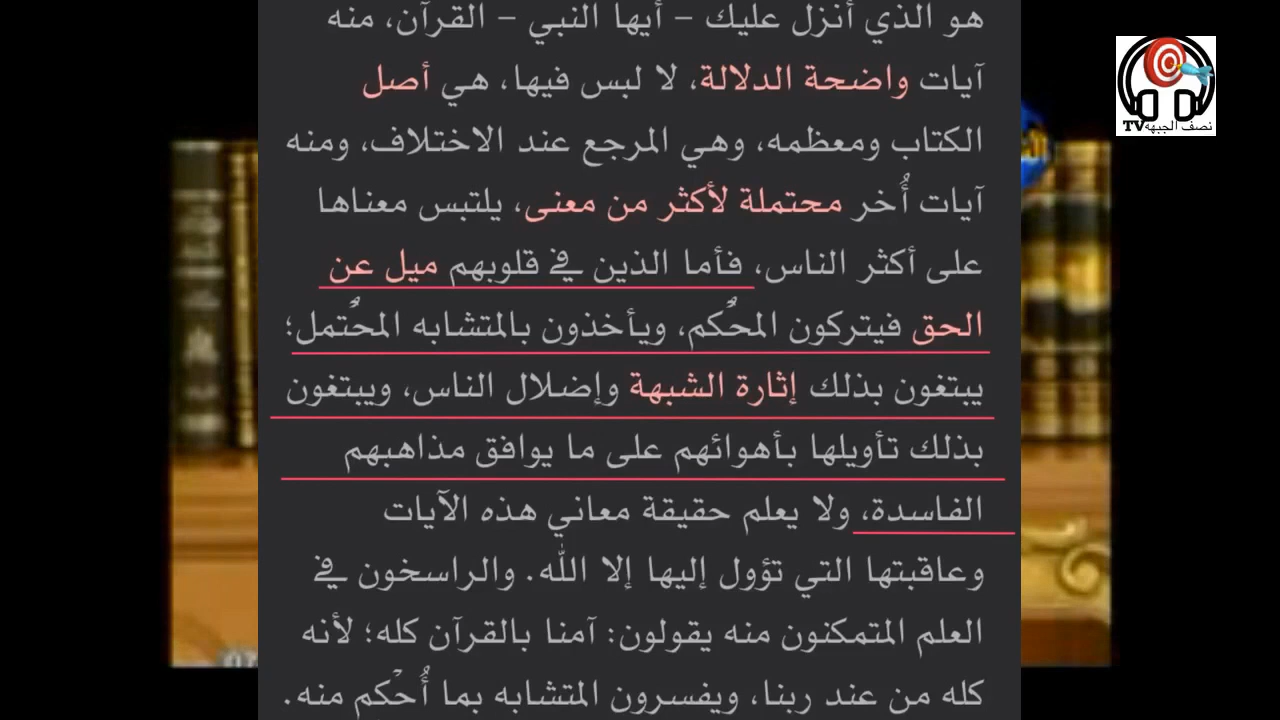 هو الذي أنزل عليك – أيها النبي – القرآن، منه
آيات واضحة الدلالة، لا لبس فيها، هي أصل
الكتاب ومعظمه، وهي المرجع عند الاختلاف، ومنه
آيات أُخر محتملة لأكثر من معنى، يلتبس معناها
على أكثر الناس، فأما الذين في قلوبهم ميل عن
الحق فيتركون المحُكم، ويأخذون بالمتشابه المحُتمل؛
يبتغون بذلك إثارة الشبهة وإضلال الناس، ويبتغون
بذلك تأويلها بأهوائهم على ما يوافق مذاهبهم
الفاسدة، ولا يعلم حقيقة معاني هذه الآيات
وعاقبتها التي تؤول إليها إلا الله. والراسخون في
العلم المتمكنون منه يقولون: آمنا بالقرآن كله؛ لأنه
كله من عند ربنا، ويفسرون المتشابه بما أُحْكم منه.
نصف الجبهه TV